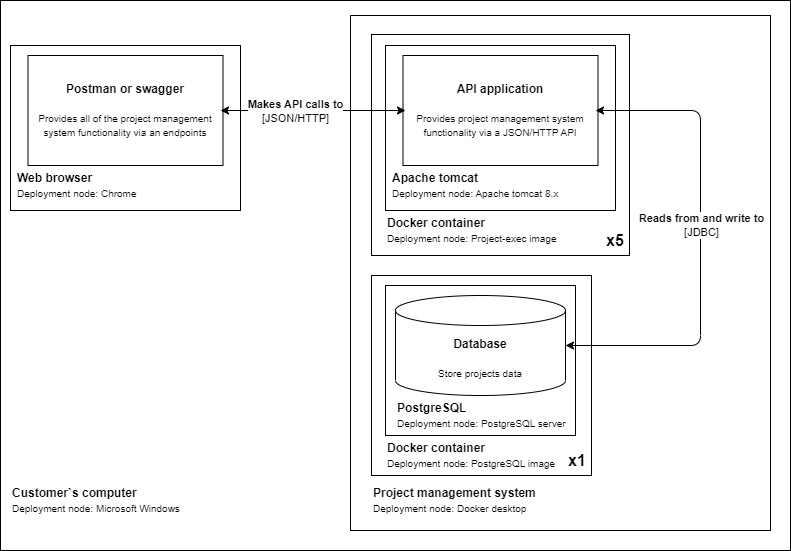 Postman or swagger
Provides all of the project management
system functionality via an endpoints
Web browser
Deployment node: Chrome
Makes API calls to
[JSON/HTTP]
API application
Provides project management system
functionality via a JSON/HTTP API
Apache tomcat
Deployment node: Apache tomcat 8.x
Docker container
Deployment node: Project-exec image
x5
Reads from and write to
[JDBC]
Database
Store projects data
PostgreSQL
Deployment node: PostgreSQL server
Docker container
Deployment node: PostgreSQL image
x1
Customer`s computer
Deployment node: Microsoft Windows
Project management system
Deployment node: Docker desktop